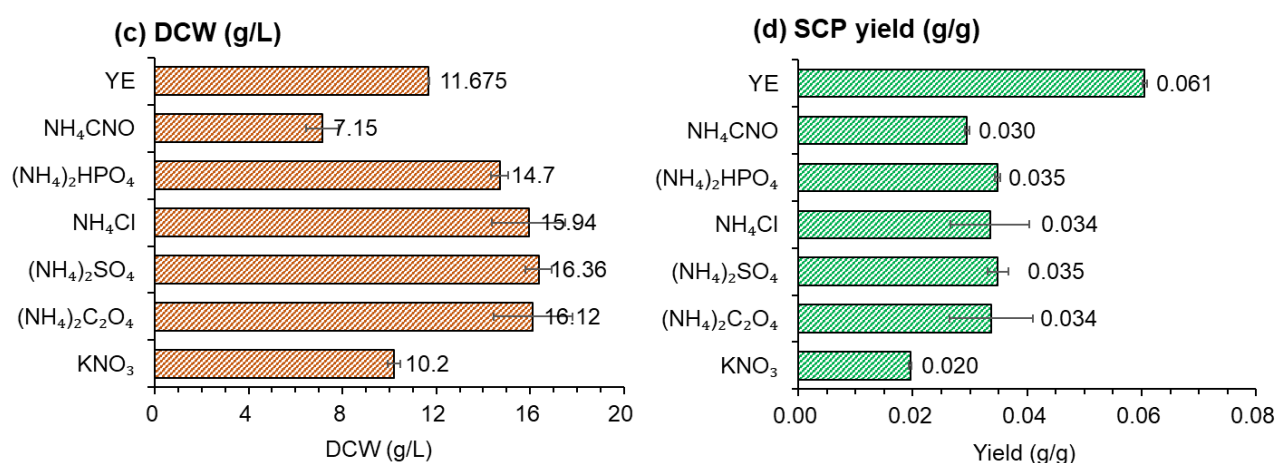 (c) DCW (g/L)
YE
11.675
NH₄CNO
7.15
(NH₄)₂HPO₄
14.7
NH₄Cl
15.94
(NH₄)₂SO₄
16.36
(NH₄)₂C₂O₄
16.12
KNO₃
10.2
0 4 8 12 16 20
DCW (g/L)
(d) SCP yield (g/g)
YE
0.061
NH₄CNO
0.030
(NH₄)₂HPO₄
0.035
NH₄Cl
0.034
(NH₄)₂SO₄
0.035
(NH₄)₂C₂O₄
0.034
KNO₃
0.020
0.00 0.02 0.04 0.06 0.08
Yield (g/g)